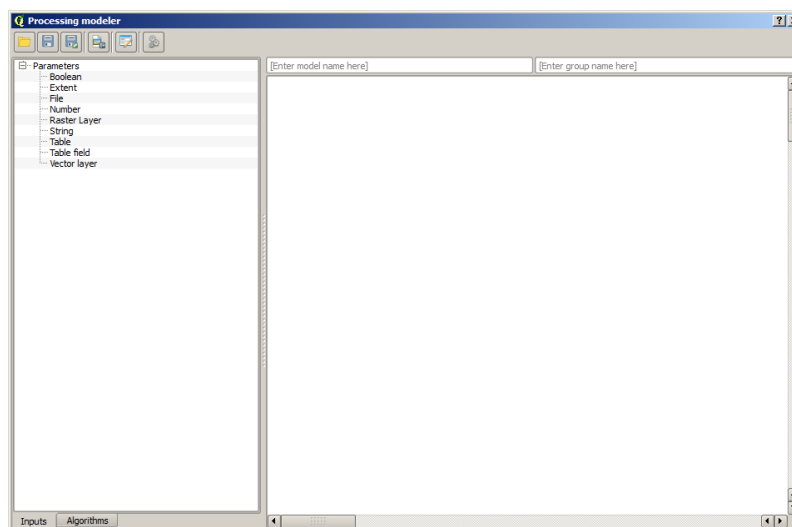 Processing modeler
[Enter model name here] [Enter group name here]
Parameters
Boolean
Extent
File
Number
Raster Layer
String
Table
Table field
Vector layer
Inputs Algorithms